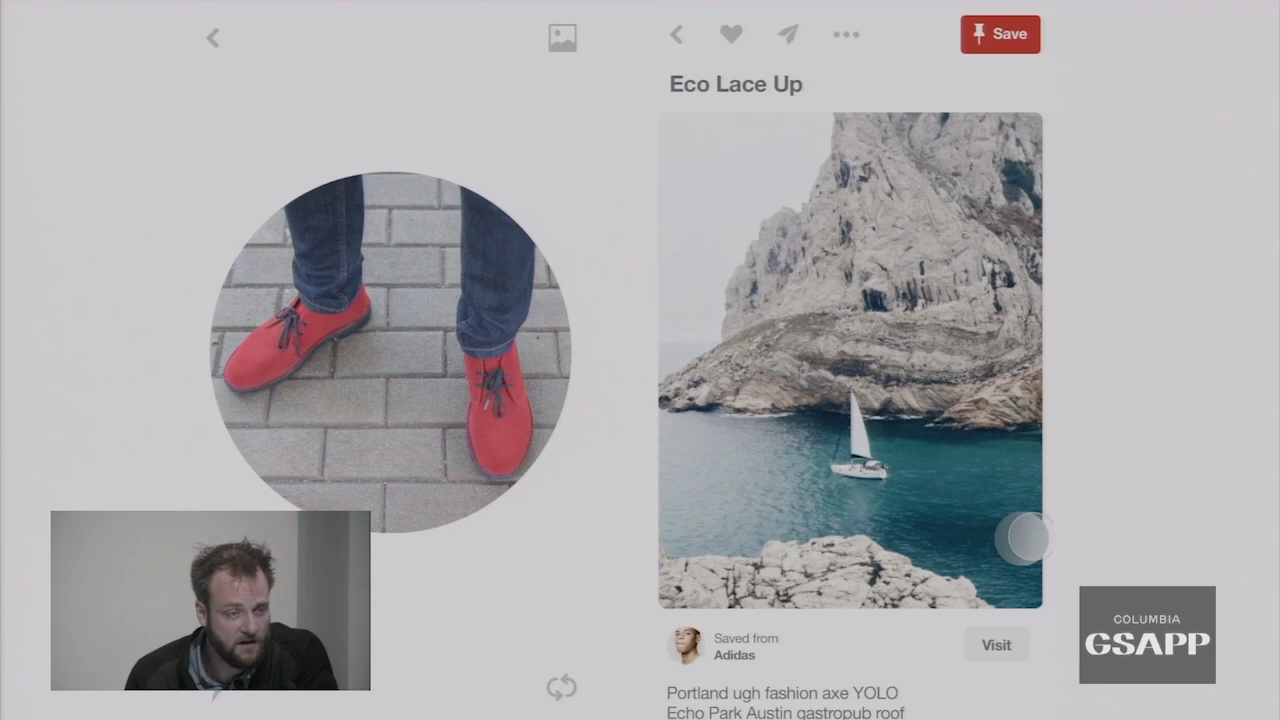 Save
Eco Lace Up
Saved from
Adidas
Visit
Portland ugh fashion axe YOLO
Echo Park Austin gastropub roof
COLUMBIA
GSAPP